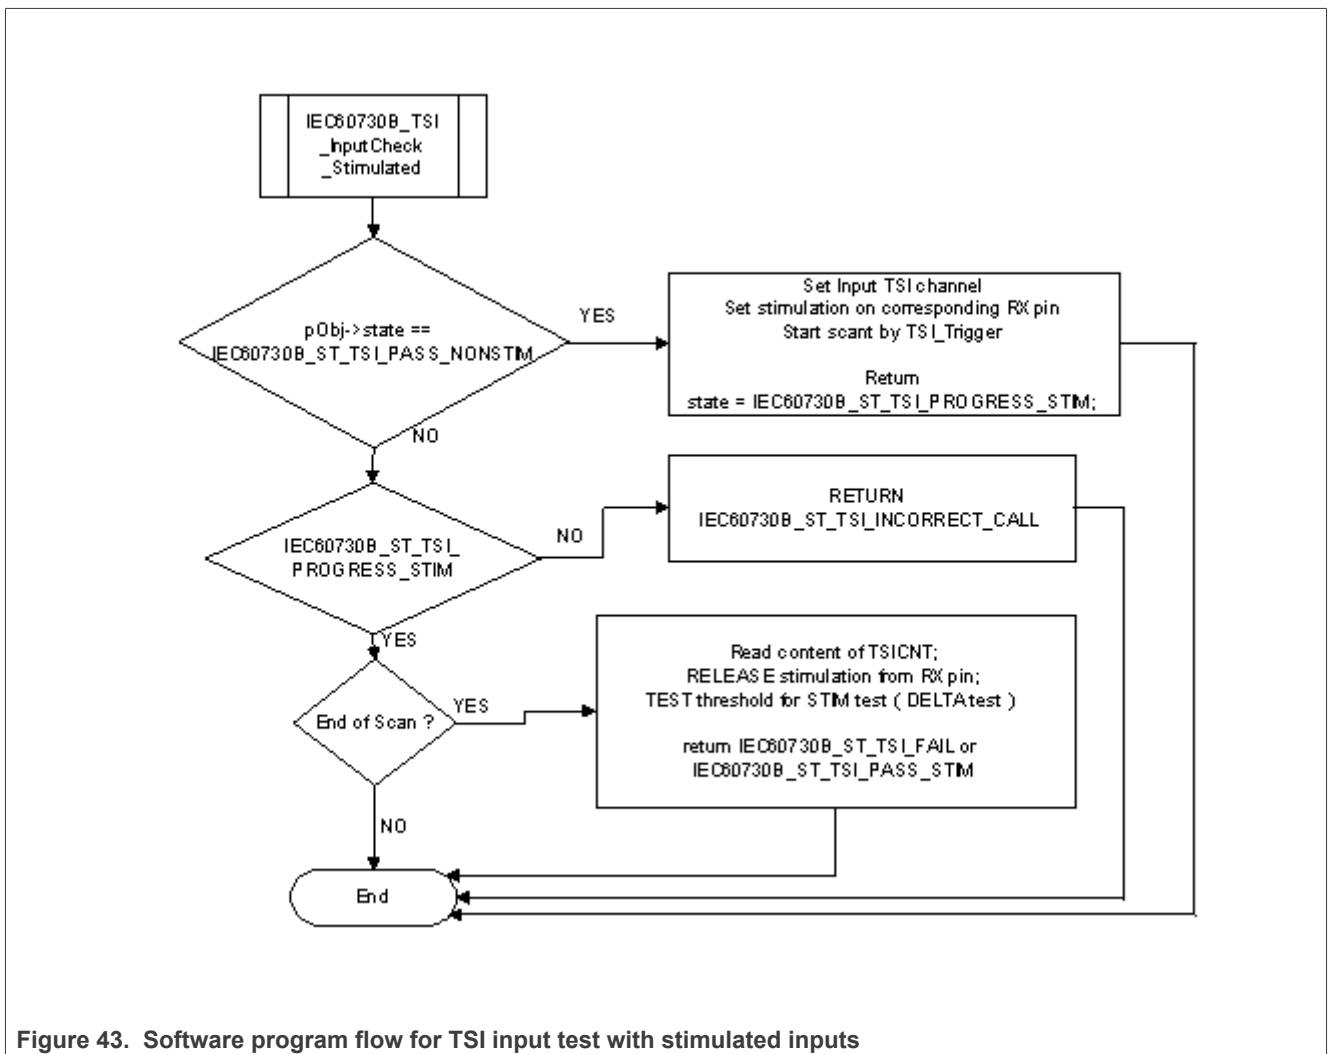 IEC60730B_TSI
_InputCheck
_Stimulated
pObj->state ==
IEC60730B_ST_TSI_PASS_NONSTIM
YES
Set Input TSI channel
Set stimulation on corresponding RX pin
Start scant by TSI_Trigger
Return
state = IEC60730B_ST_TSI_PROGRESS_STIM;
NO
IEC60730B_ST_TSI_
PROGRESS_STIM
NO
RETURN
IEC60730B_ST_TSI_INCORRECT_CALL
YES
End of Scan ?
YES
Read content of TSICNT;
RELEASE stimulation from RX pin;
TEST threshold for STIM test ( DELTA test )
return IEC60730B_ST_TSI_FAIL or
IEC60730B_ST_TSI_PASS_STIM
NO
End
Figure 43. Software program flow for TSI input test with stimulated inputs